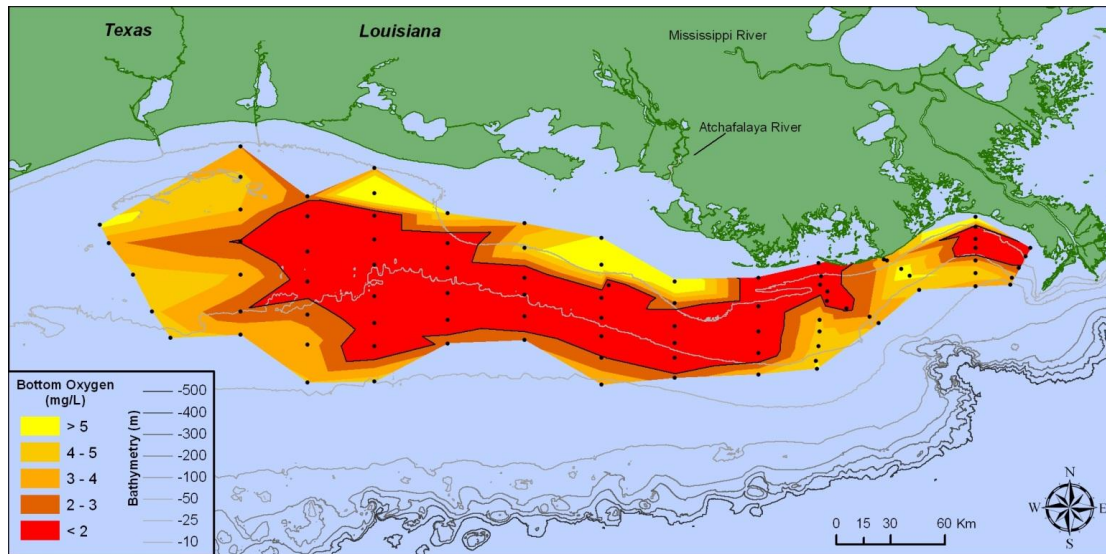 Texas
Louisiana
Mississippi River
Atchafalaya River
Bottom Oxygen
(mg/L)
> 5
4 - 5
3 - 4
2 - 3
< 2
Bathymetry (m)
-500
-400
-300
-200
-100
-50
-25
-10
0 15 30 60 Km
N
W E
S